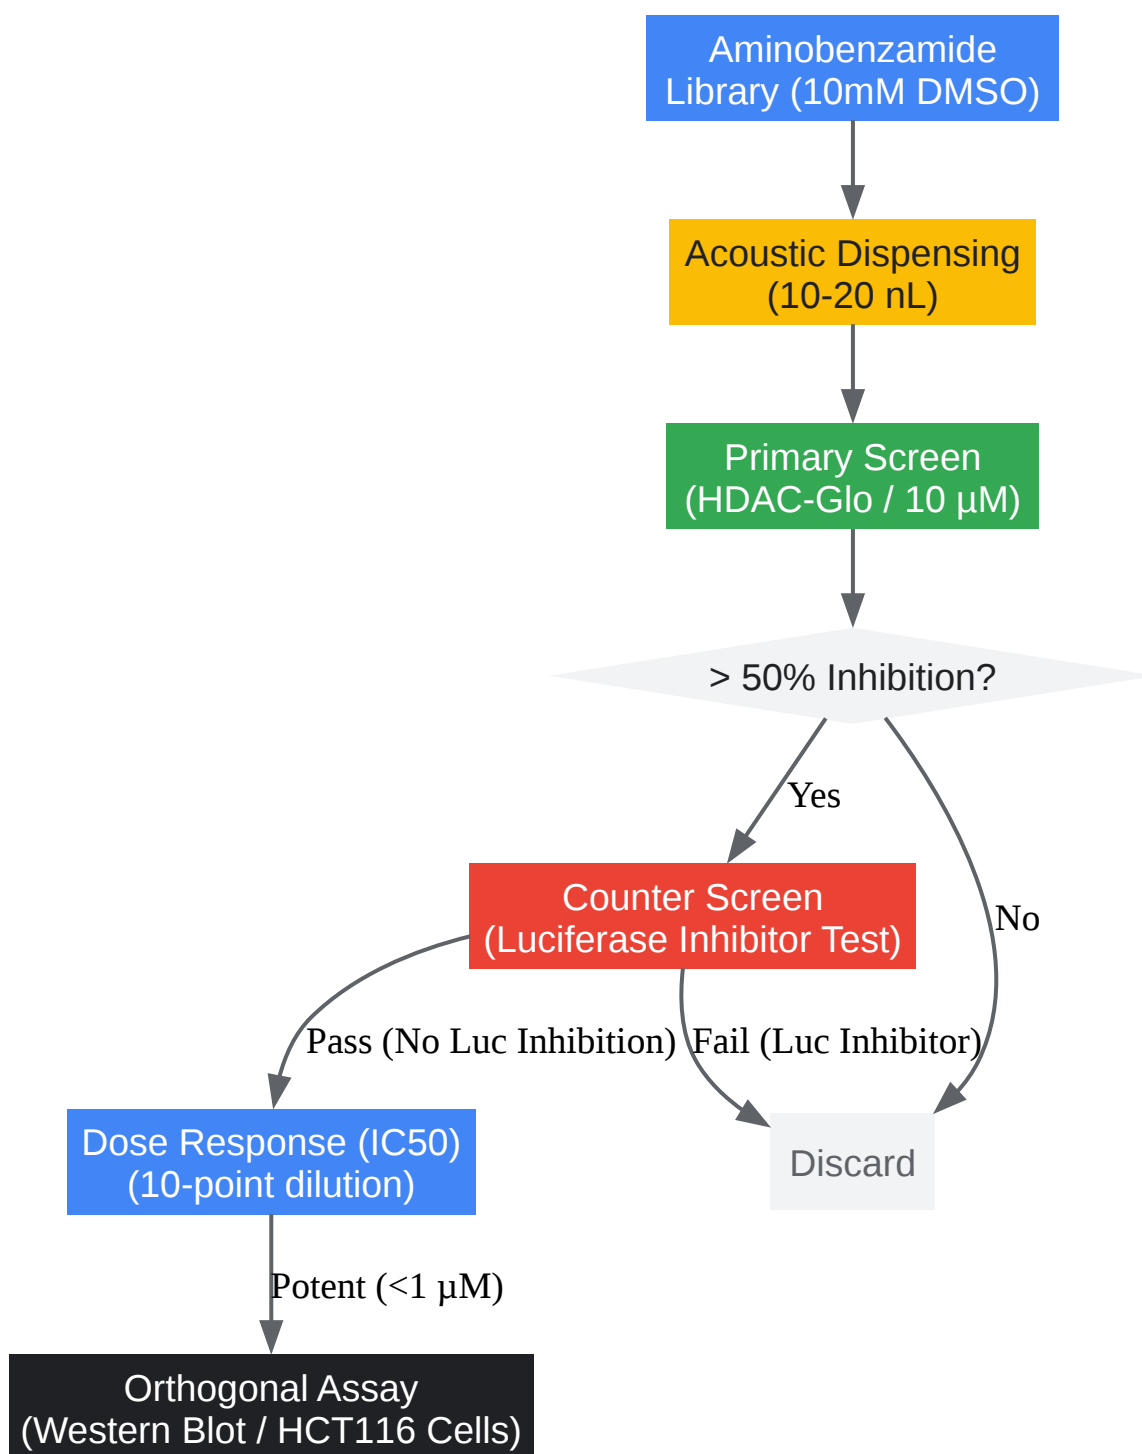 Aminobenzamide
Library (10mM DMSO)
Acoustic Dispensing
(10-20 nL)
Primary Screen
(HDAC-Glo / 10 µM)
> 50% Inhibition?
Yes
No
Counter Screen
(Luciferase Inhibitor Test)
Pass (No Luc Inhibition)
Fail (Luc Inhibitor)
Dose Response (IC50)
(10-point dilution)
Discard
Potent (<1 µM)
Orthogonal Assay
(Western Blot / HCT116 Cells)